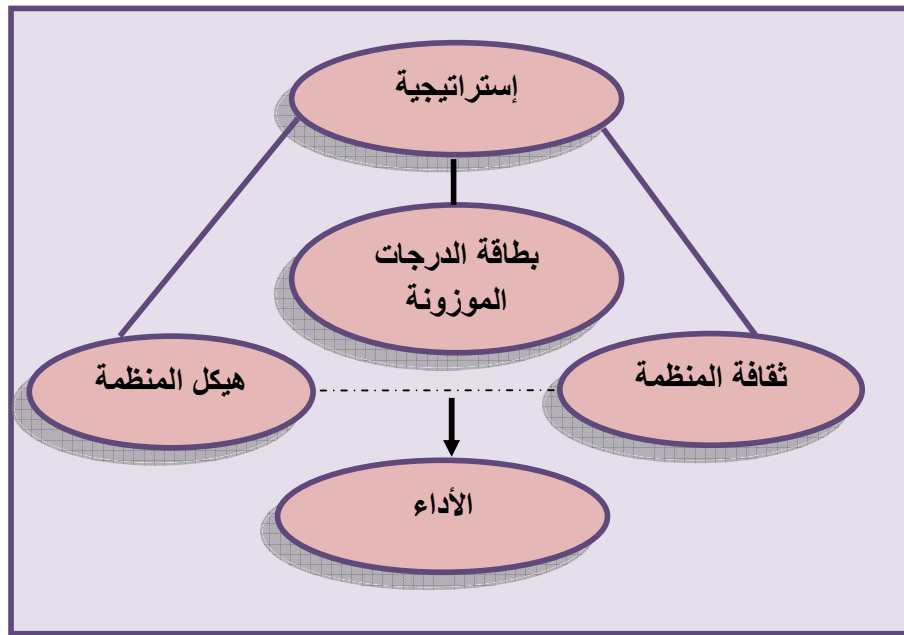 إستراتيجية
بطاقة الدرجات
الموزونة
ثقافة المنظمة
هيكل المنظمة
الأداء